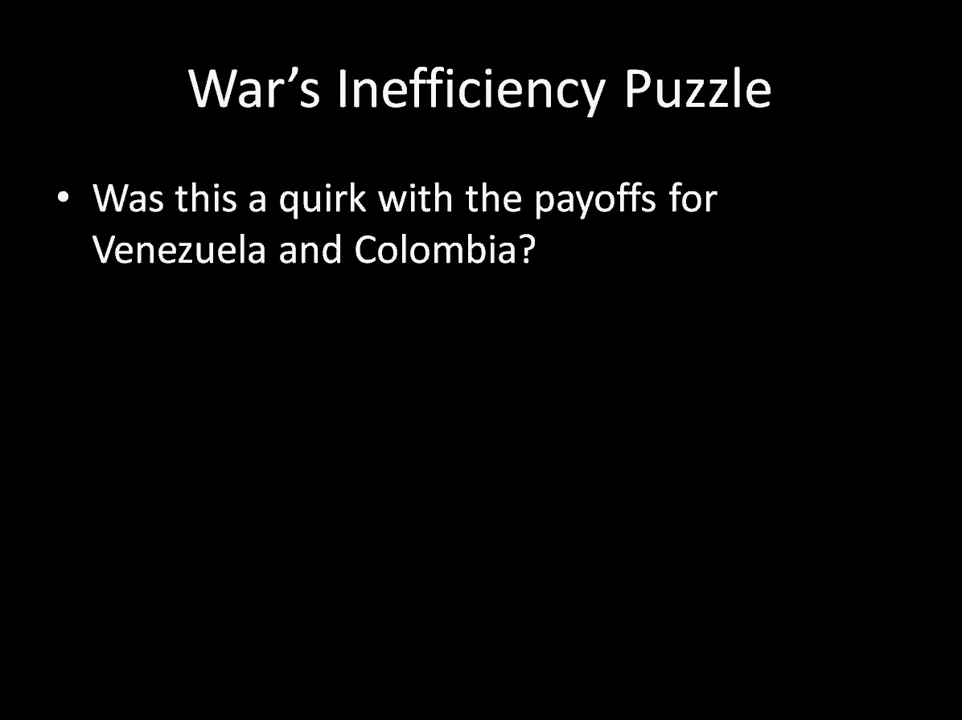 War’s Inefficiency Puzzle
• Was this a quirk with the payoffs for
Venezuela and Colombia?